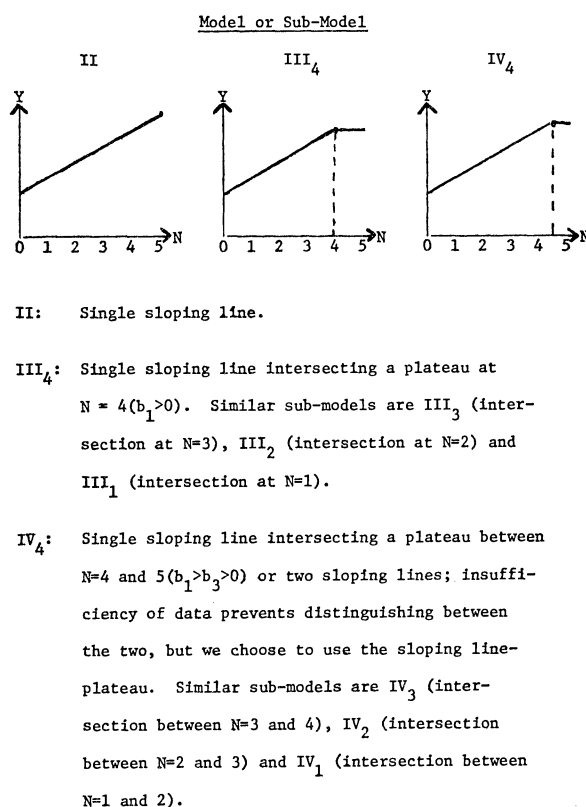 Model or Sub-Model
II III₄ IV₄
Y Y Y
0 1 2 3 4 5 N 0 1 2 3 4 5 N 0 1 2 3 4 5 N
II: Single sloping line.
III₄: Single sloping line intersecting a plateau at
N = 4(b₁>0). Similar sub-models are III₃ (inter-
section at N=3), III₂ (intersection at N=2) and
III₁ (intersection at N=1).
IV₄: Single sloping line intersecting a plateau between
N=4 and 5(b₁>b₃>0) or two sloping lines; insuffi-
ciency of data prevents distinguishing between
the two, but we choose to use the sloping line-
plateau. Similar sub-models are IV₃ (inter-
section between N=3 and 4), IV₂ (intersection
between N=2 and 3) and IV₁ (intersection between
N=1 and 2).